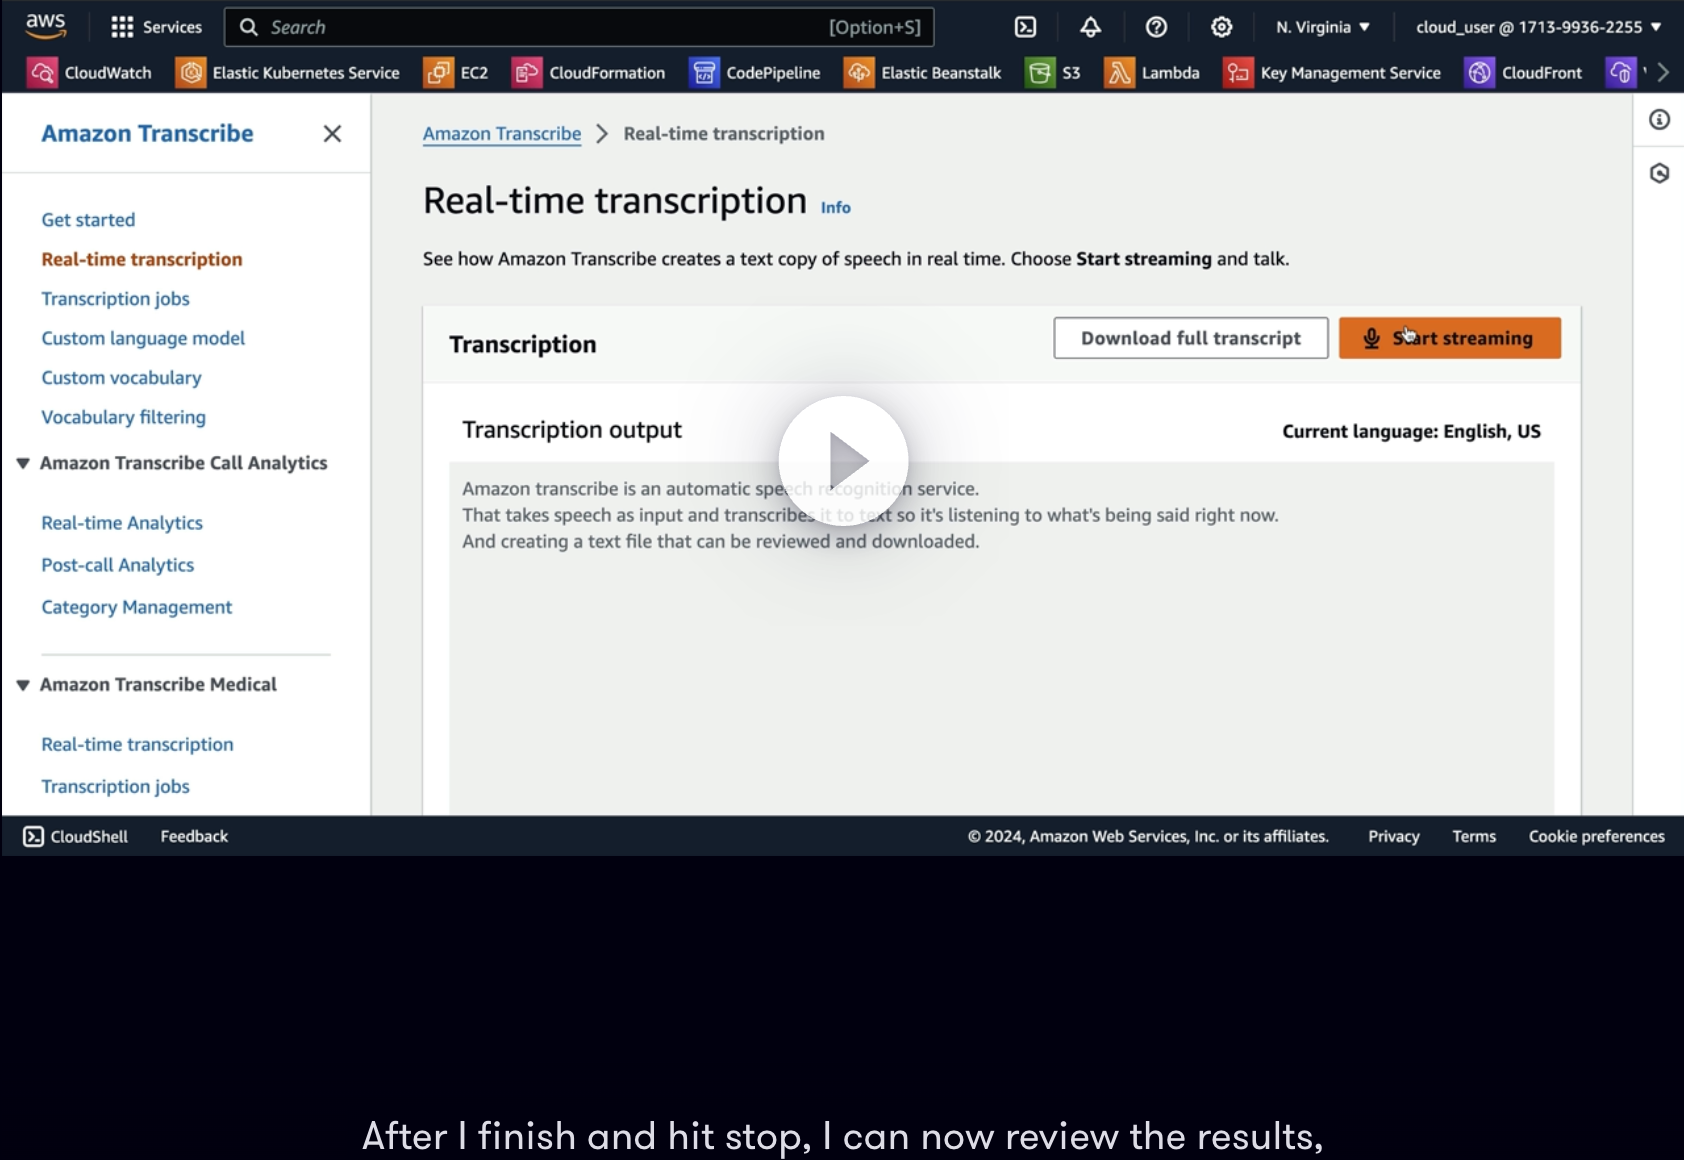 aws
Services
Search
[Option+S]
N. Virginia
cloud_user @ 1713-9936-2255
CloudWatch
Elastic Kubernetes Service
EC2
CloudFormation
CodePipeline
Elastic Beanstalk
S3
Lambda
Key Management Service
CloudFront
Amazon Transcribe
Get started
Real-time transcription
Transcription jobs
Custom language model
Custom vocabulary
Vocabulary filtering
Amazon Transcribe Call Analytics
Real-time Analytics
Post-call Analytics
Category Management
Amazon Transcribe Medical
Real-time transcription
Transcription jobs
Amazon Transcribe > Real-time transcription
Real-time transcription Info
See how Amazon Transcribe creates a text copy of speech in real time. Choose Start streaming and talk.
Transcription
Download full transcript
Start streaming
Transcription output
Current language: English, US
Amazon transcribe is an automatic speech recognition service.
That takes speech as input and transcribes it to text so it's listening to what's being said right now.
And creating a text file that can be reviewed and downloaded.
CloudShell
Feedback
© 2024, Amazon Web Services, Inc. or its affiliates.
Privacy
Terms
Cookie preferences
After I finish and hit stop, I can now review the results,